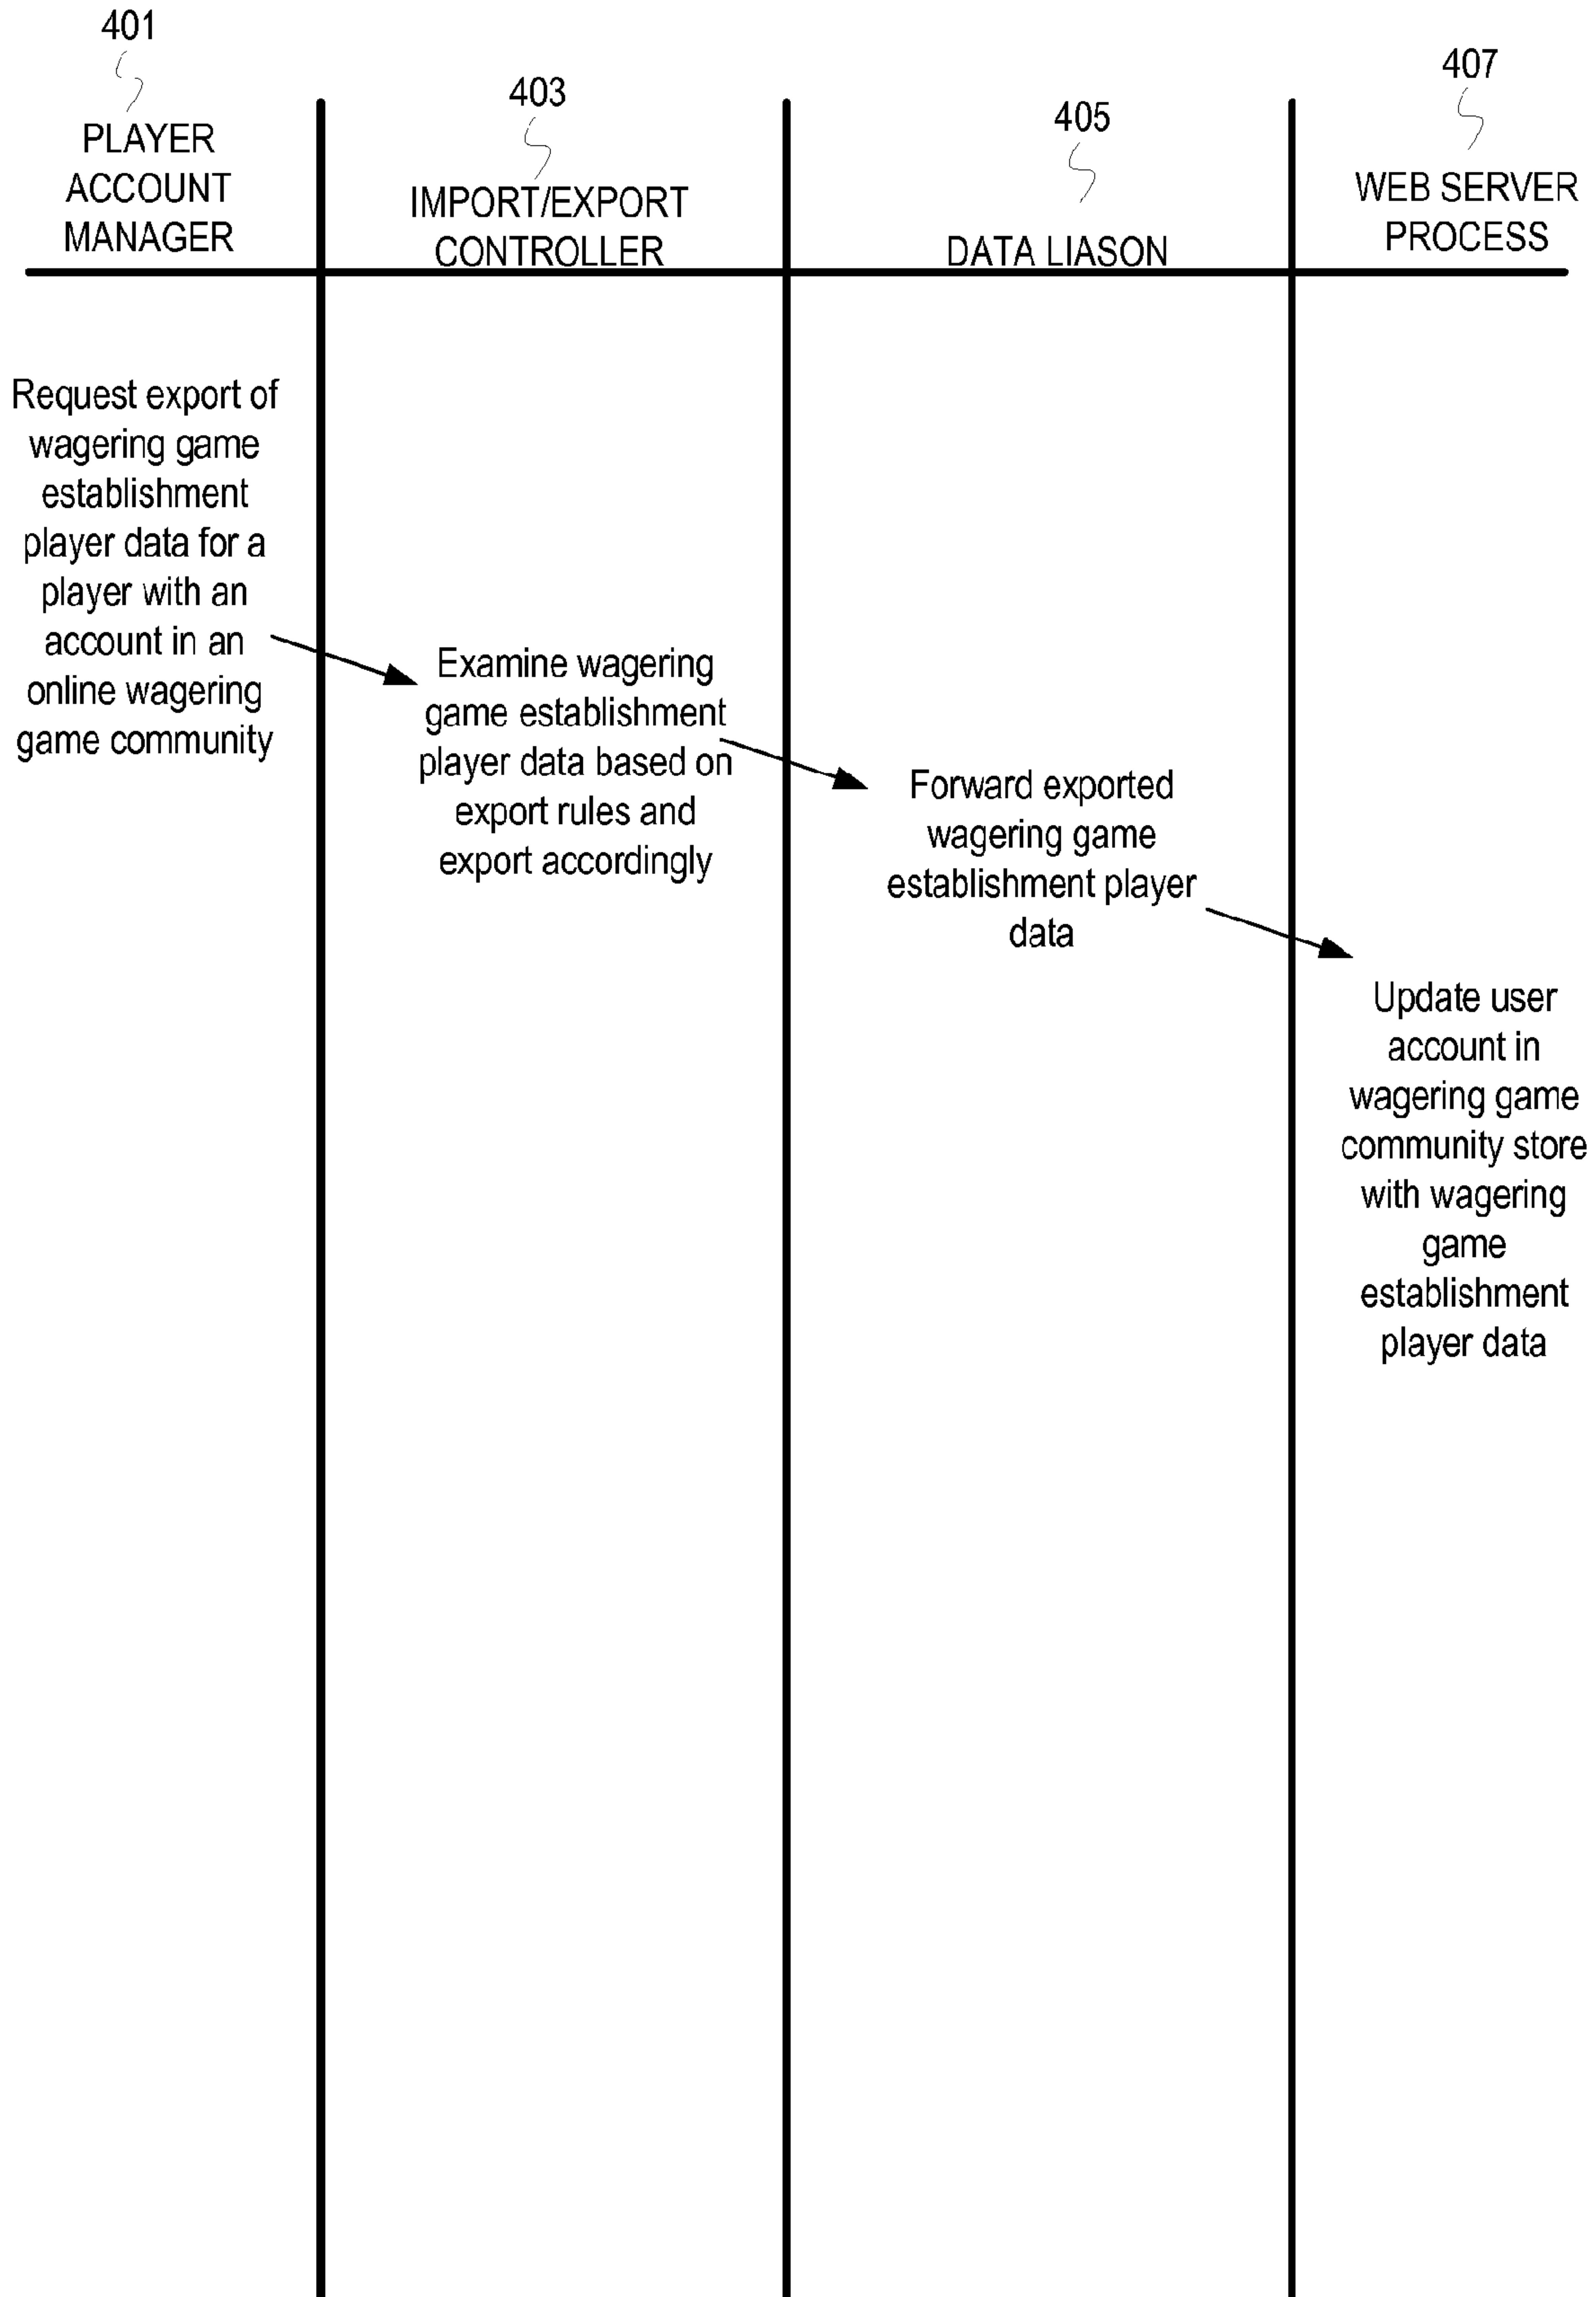 401
PLAYER
ACCOUNT
MANAGER
403
IMPORT/EXPORT
CONTROLLER
405
DATA LIASON
407
WEB SERVER
PROCESS
Request export of
wagering game
establishment
player data for a
player with an
account in an
online wagering
game community
Examine wagering
game establishment
player data based on
export rules and
export accordingly
Forward exported
wagering game
establishment player
data
Update user
account in
wagering game
community store
with wagering
game
establishment
player data